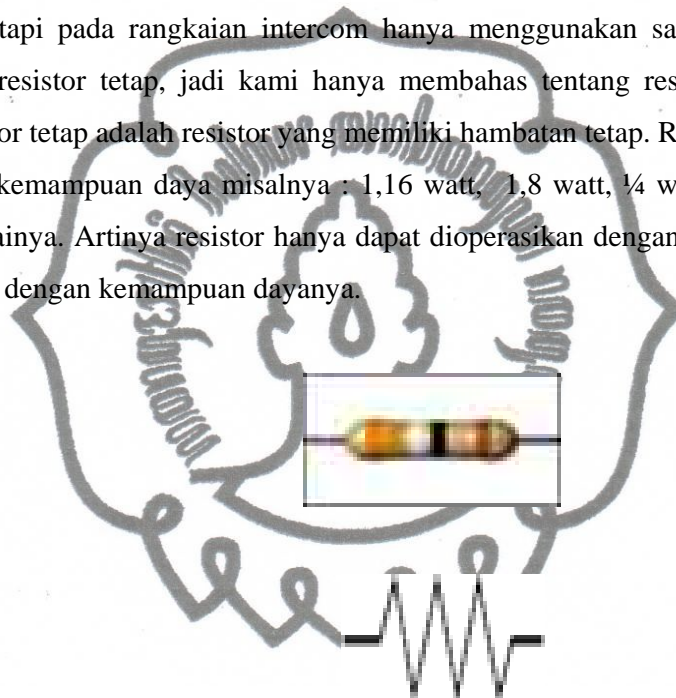 tapi pada rangkaian intercom hanya menggunakan sa
resistor tetap, jadi kami hanya membahas tentang res
or tetap adalah resistor yang memiliki hambatan tetap. R
kemampuan daya misalnya : 1,16 watt, 1,8 watt, ¼ w
ainya. Artinya resistor hanya dapat dioperasikan dengan
dengan kemampuan dayanya.